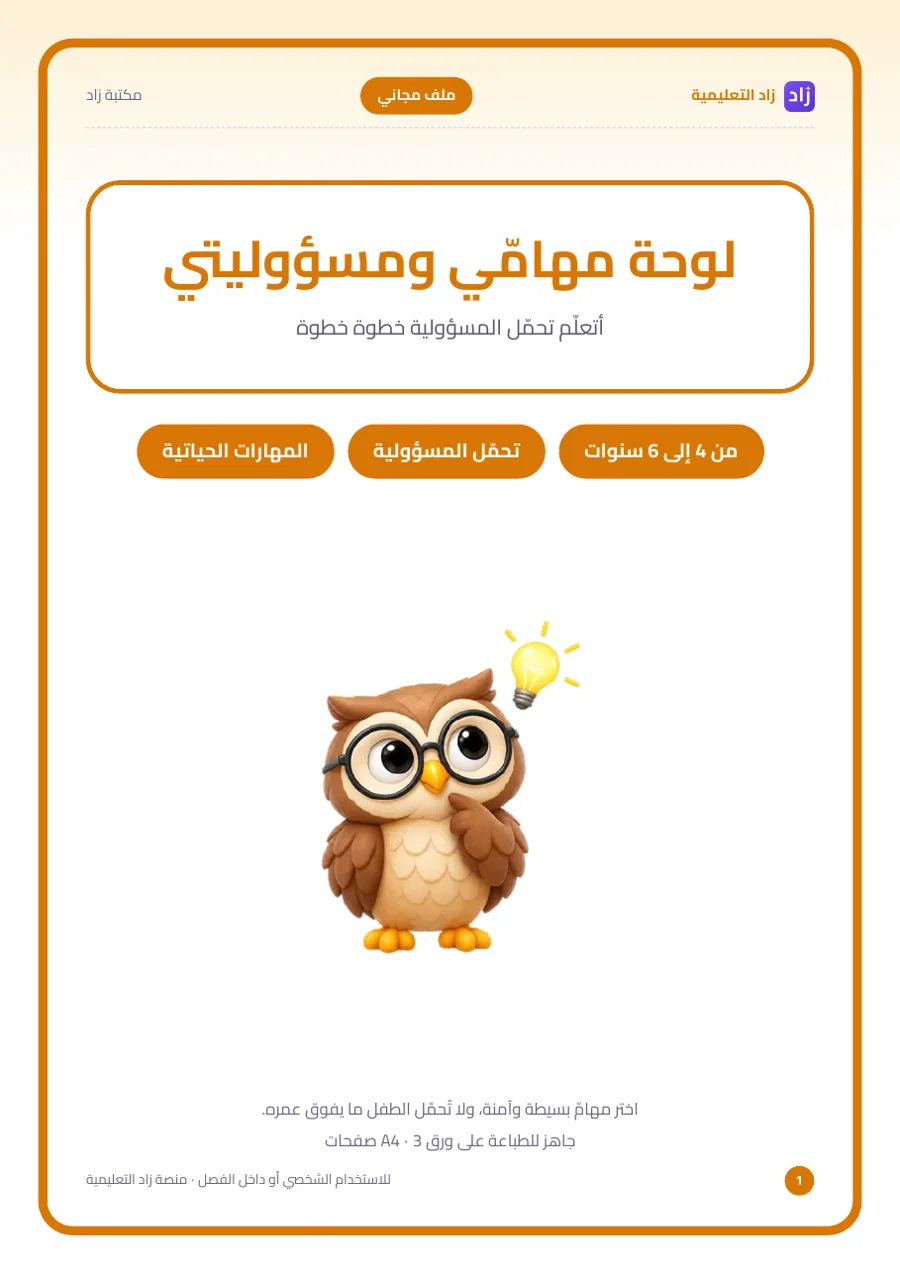 زاد زاد التعليمية
ملف مجاني
مكتبة زاد
لوحة مهامّي ومسؤوليتي
أتعلّم تحمّل المسؤولية خطوة خطوة
من 4 إلى 6 سنوات
تحمّل المسؤولية
المهارات الحياتية
اختر مهامّ بسيطة وآمنة، ولا تُحمّل الطفل ما يفوق عمره.
جاهز للطباعة على ورق A4 · 3 صفحات
1
للاستخدام الشخصي أو داخل الفصل · منصة زاد التعليمية